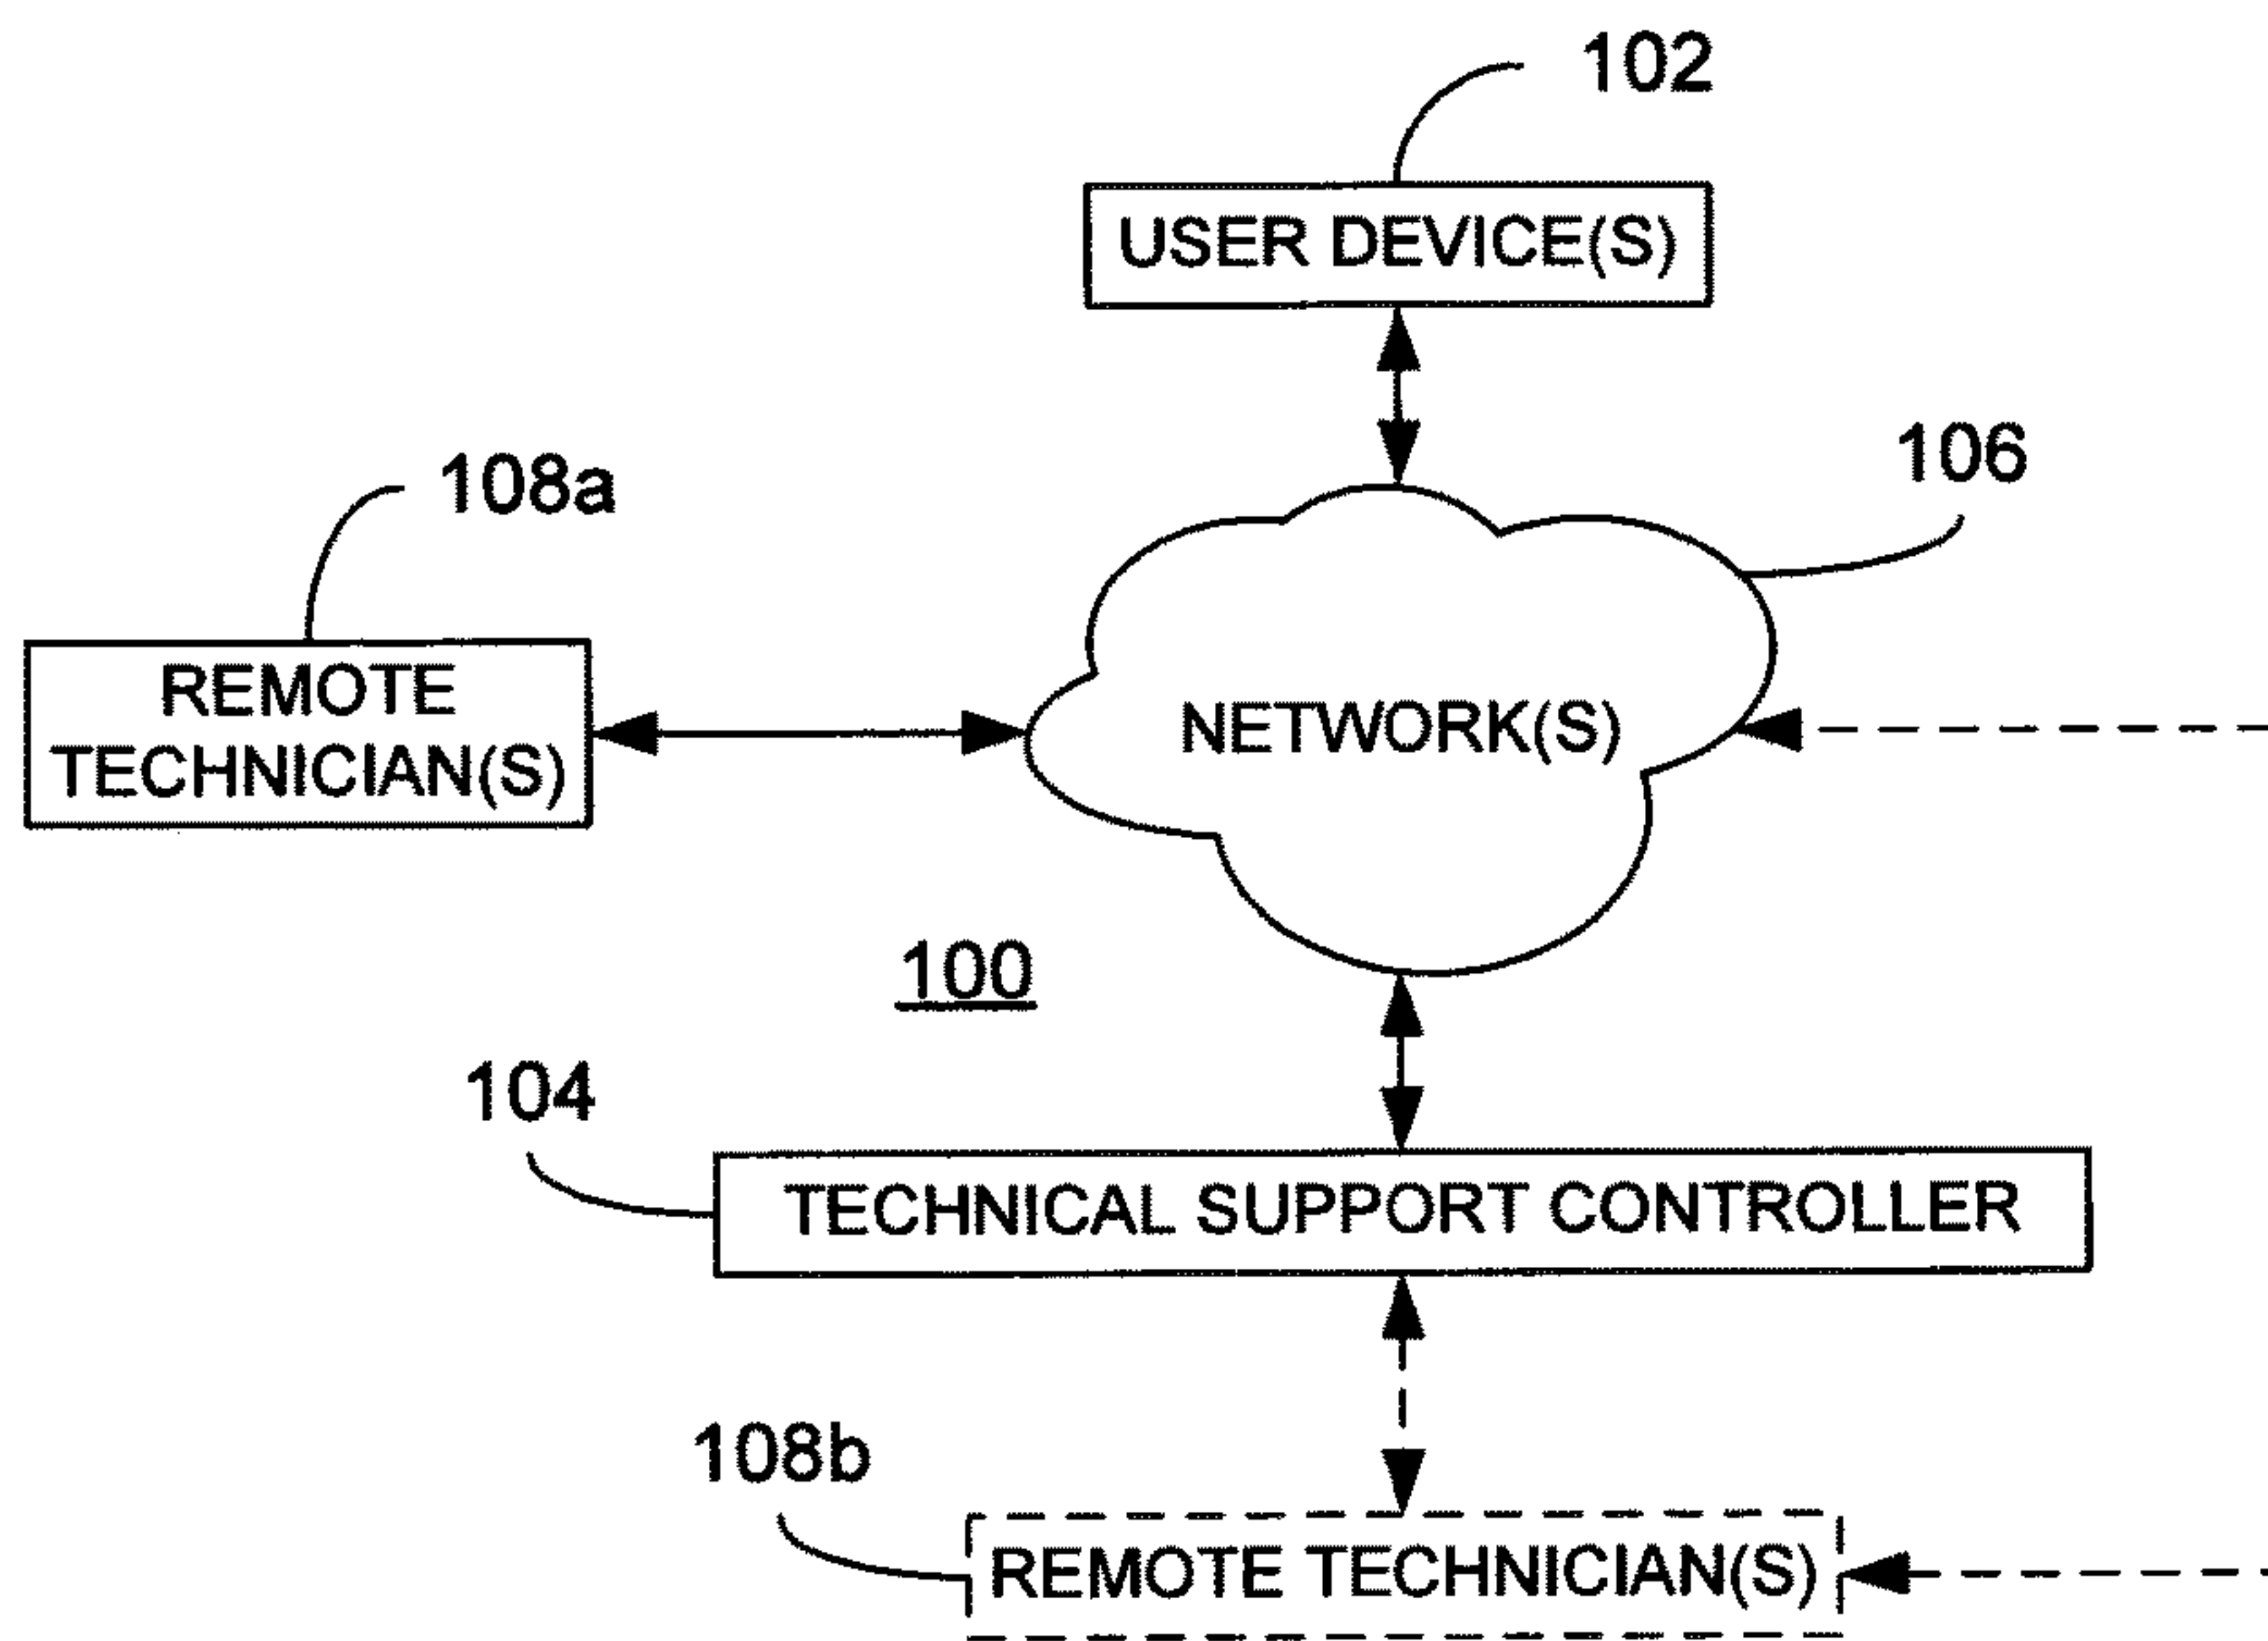 102
USER DEVICE(S)
106
108a
REMOTE
TECHNICIAN(S)
NETWORK(S)
100
104
TECHNICAL SUPPORT CONTROLLER
108b
REMOTE TECHNICIAN(S)